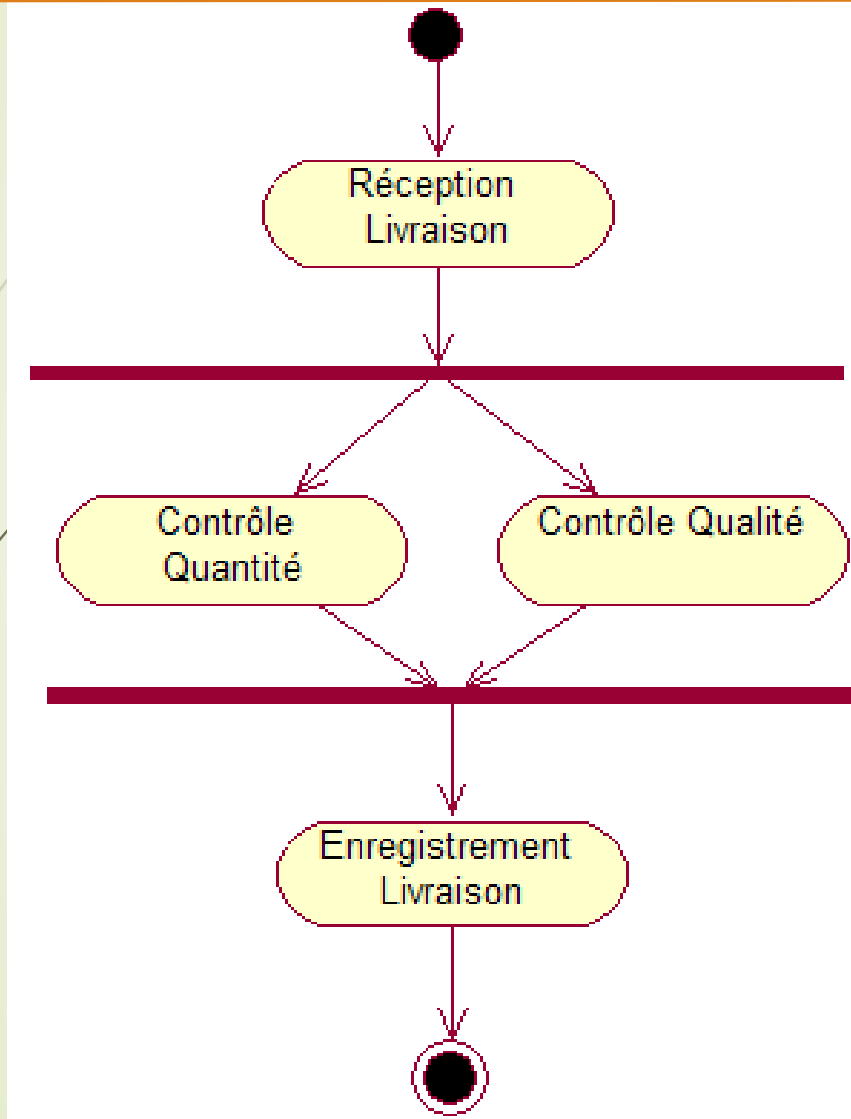 Réception
Livraison
Contrôle
Quantité
Contrôle Qualité
Enregistrement
Livraison